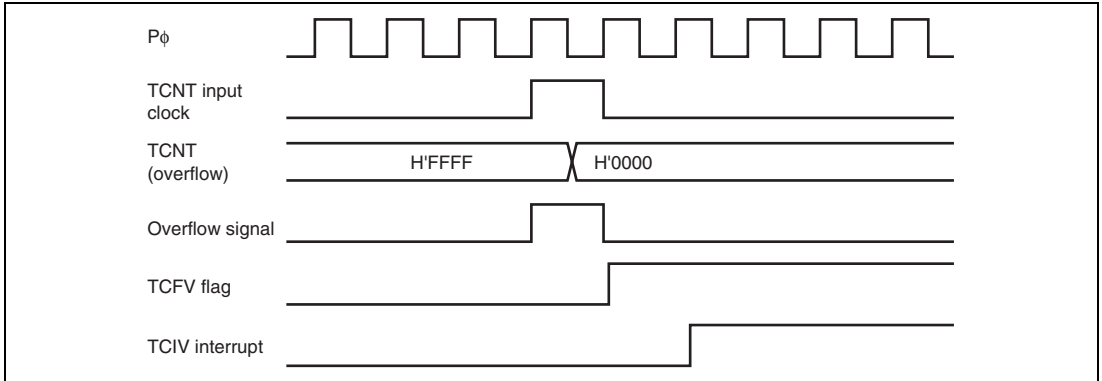 Pϕ
TCNT input
clock
TCNT
(overflow)
H'FFFF
H'0000
Overflow signal
TCFV flag
TCIV interrupt